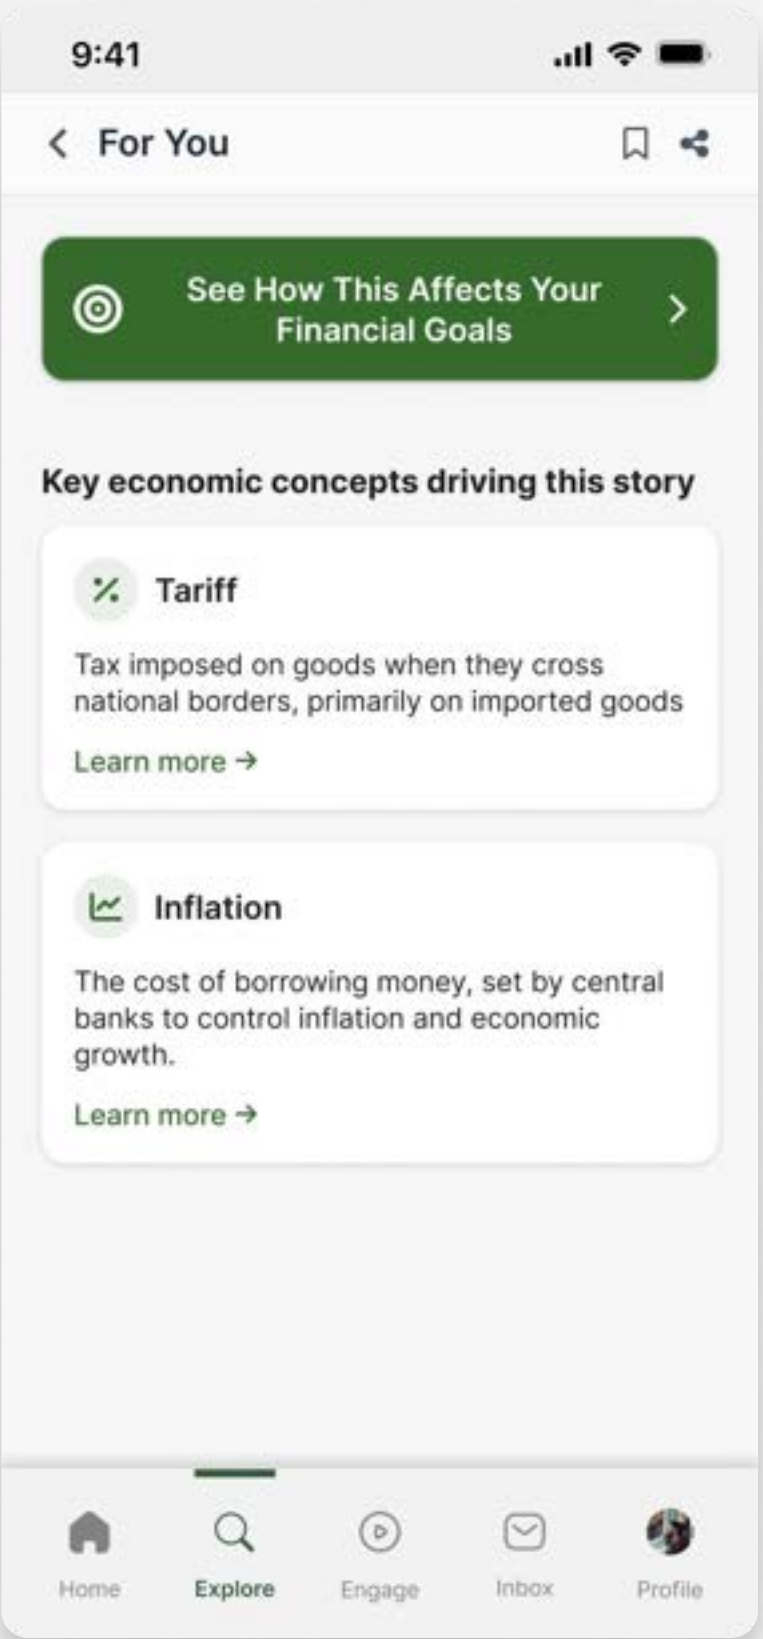 9:41
For You
See How This Affects Your
Financial Goals
Key economic concepts driving this story
Tariff
Tax imposed on goods when they cross
national borders, primarily on imported goods
Learn more →
Inflation
The cost of borrowing money, set by central
banks to control inflation and economic
growth.
Learn more →
Home
Explore
Engage
Inbox
Profile